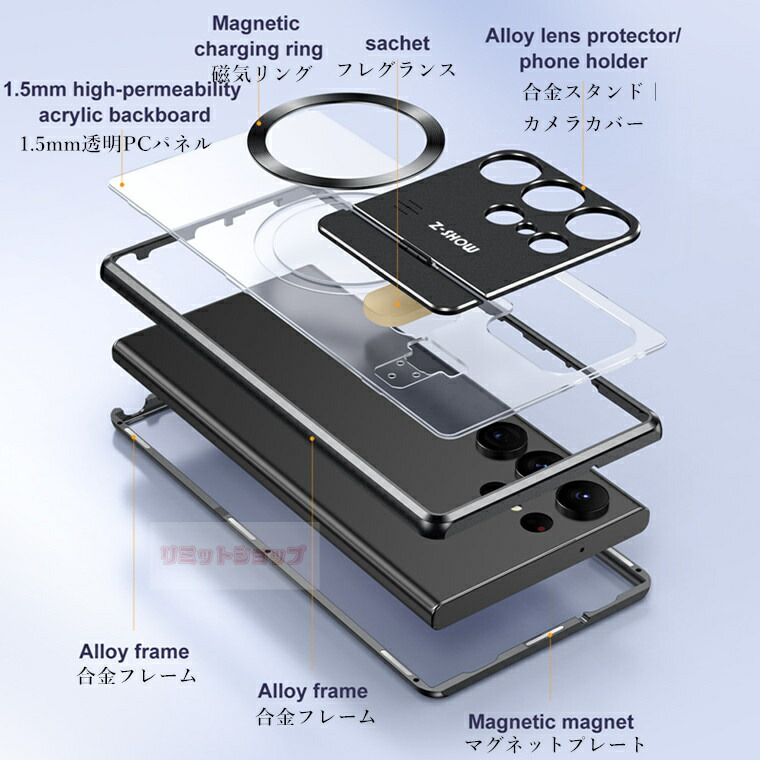 Magnetic
charging ring
磁気リング
sachet
フレグランス
Alloy lens protector/
phone holder
合金スタンド｜
カメラカバー
1.5mm high-permeability
acrylic backboard
1.5mm透明PCパネル
Z-SHOW
リミットショップ
Alloy frame
合金フレーム
Alloy frame
合金フレーム
Magnetic magnet
マグネットプレート